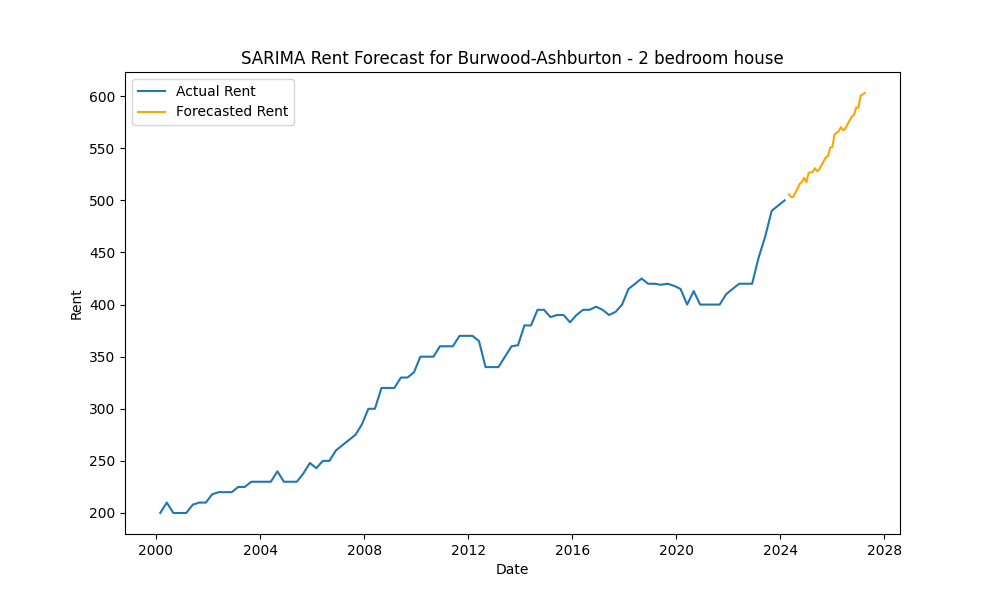 SARIMA Rent Forecast for Burwood-Ashburton - 2 bedroom house
Actual Rent
Forecasted Rent
600
550
500
450
400
350
300
250
200
Rent
2000 2004 2008 2012 2016 2020 2024 2028
Date